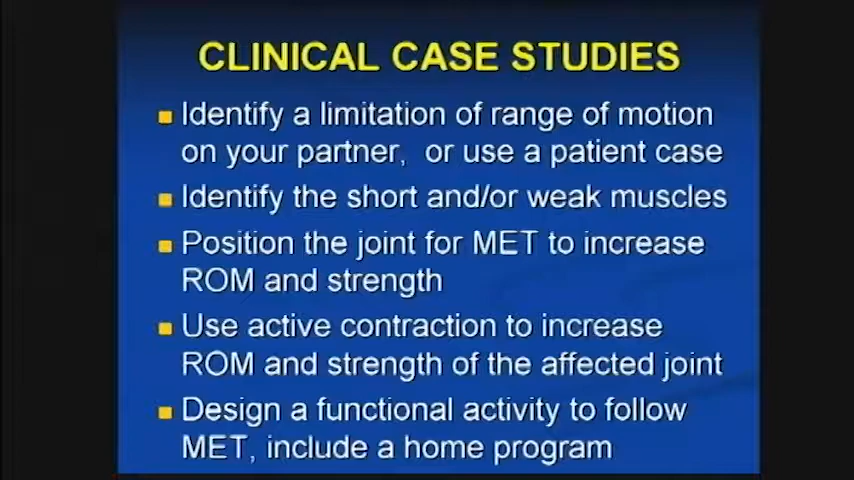 CLINICAL CASE STUDIES
Identify a limitation of range of motion
on your partner, or use a patient case
Identify the short and/or weak muscles
Position the joint for MET to increase
ROM and strength
Use active contraction to increase
ROM and strength of the affected joint
Design a functional activity to follow
MET, include a home program